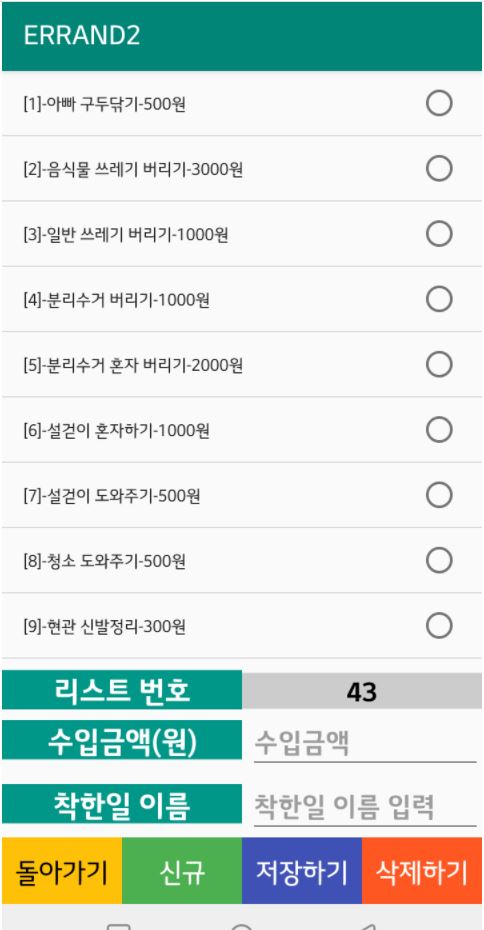 ERRAND2
[1]-아빠 구두닦기-500원
[2]-음식물 쓰레기 버리기-3000원
[3]-일반 쓰레기 버리기-1000원
[4]-분리수거 버리기-1000원
[5]-분리수거 혼자 버리기-2000원
[6]-설걷이 혼자하기-1000원
[7]-설걷이 도와주기-500원
[8]-청소 도와주기-500원
[9]-현관 신발정리-300원
리스트 번호 43
수입금액(원) 수입금액
착한일 이름 착한일 이름 입력
돌아가기 신규 저장하기 삭제하기